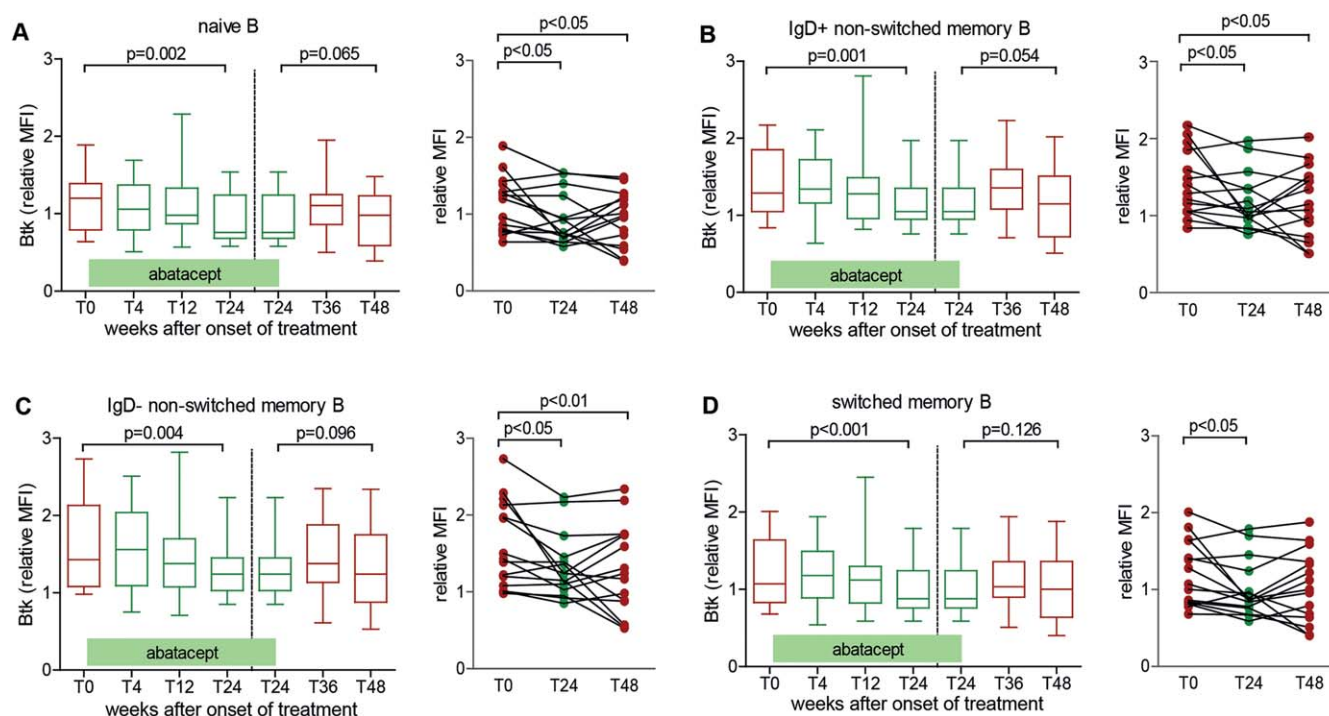 A
naive B
p=0.002
p=0.065
Btk (relative MFI)
3
2
1
0
abatacept
T0 T4 T12 T24 T24 T36 T48
weeks after onset of treatment
p<0.05
p<0.05
relative MFI
3
2
1
0
T0 T24 T48
B
IgD+ non-switched memory B
p=0.001
p=0.054
Btk (relative MFI)
3
2
1
0
abatacept
T0 T4 T12 T24 T24 T36 T48
weeks after onset of treatment
p<0.05
p<0.05
relative MFI
3
2
1
0
T0 T24 T48
C
IgD- non-switched memory B
p=0.004
p=0.096
Btk (relative MFI)
3
2
1
0
abatacept
T0 T4 T12 T24 T24 T36 T48
weeks after onset of treatment
p<0.01
p<0.05
relative MFI
3
2
1
0
T0 T24 T48
D
switched memory B
p<0.001
p=0.126
Btk (relative MFI)
3
2
1
0
abatacept
T0 T4 T12 T24 T24 T36 T48
weeks after onset of treatment
p<0.05
relative MFI
3
2
1
0
T0 T24 T48